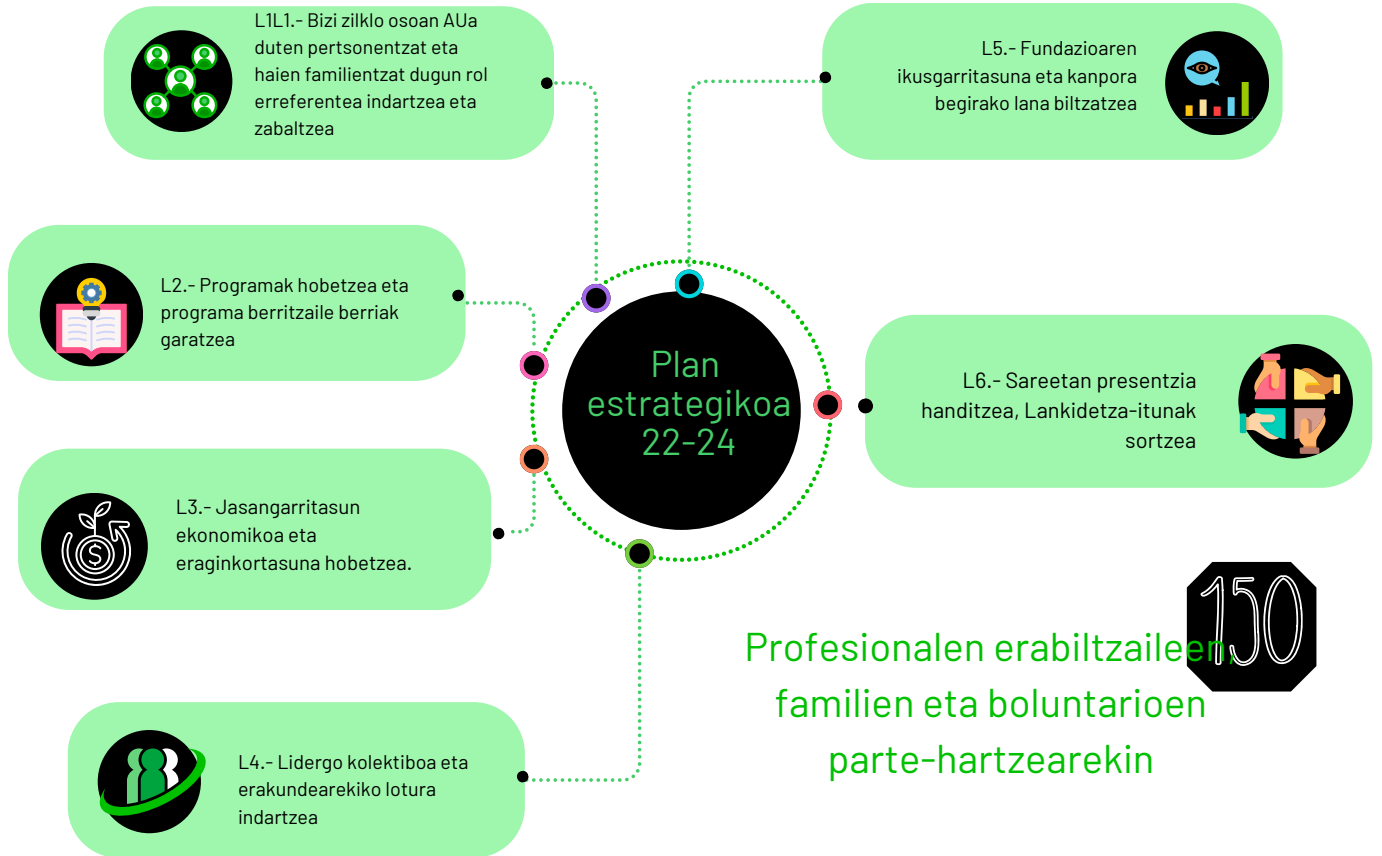 L1L1.- Bizi zilklo osoan AUa
duten pertsonentzat eta
haien familientzat dugun rol
erreferentea indartzea eta
zabaltzea
L2.- Programak hobetzea eta
programa berritzaile berriak
garatzea
L3.- Jasangarritasun
ekonomikoa eta
eraginkortasuna hobetzea.
L4.- Lidergo kolektiboa eta
erakundearekiko lotura
indartzea
Plan
estrategikoa
22-24
L5.- Fundazioaren
ikusgarritasuna eta kanpora
begirako lana biltzatzea
L6.- Sareetan presentzia
handitzea, Lankidetza-itunak
sortzea
150
Profesionalen erabiltzaileen,
familien eta boluntarioen
parte-hartzearekin